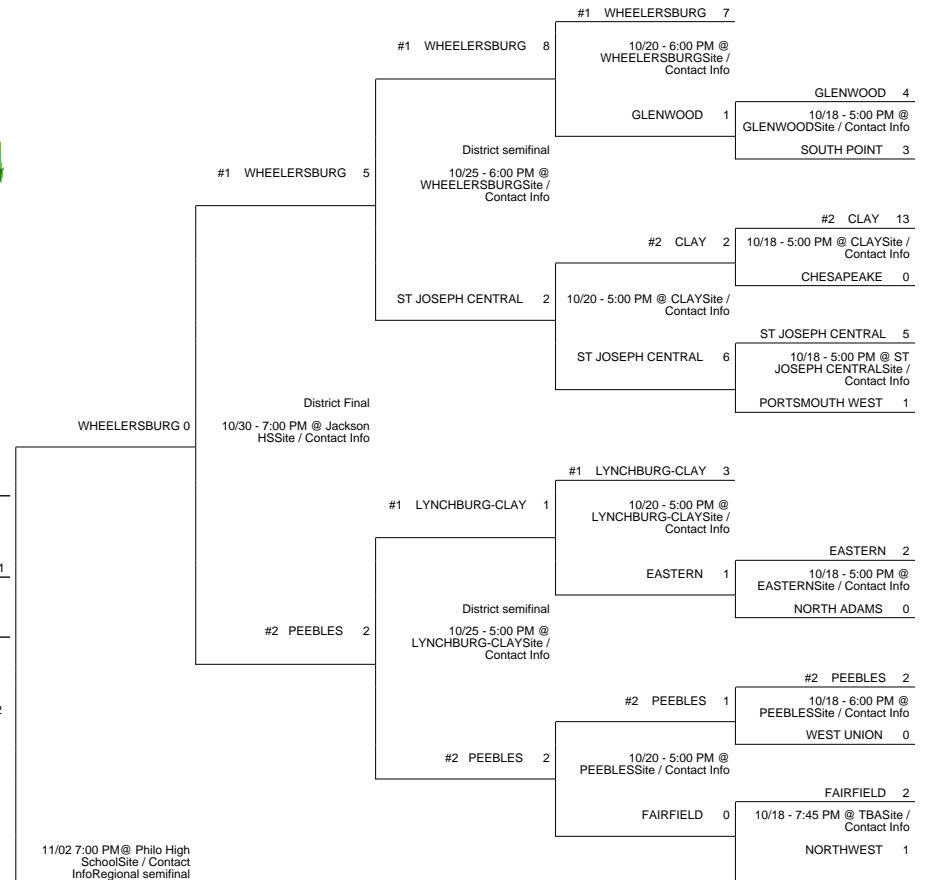 #1 WHEELERSBURG 7
#1 WHEELERSBURG 8
10/20 - 6:00 PM @
WHEELERSBURGSite /
Contact Info
GLENWOOD 4
GLENWOOD 1
10/18 - 5:00 PM @
GLENWOODSite / Contact Info
District semifinal
SOUTH POINT 3
#1 WHEELERSBURG 5
10/25 - 6:00 PM @
WHEELERSBURGSite /
Contact Info
#2 CLAY 13
#2 CLAY 2
10/18 - 5:00 PM @ CLAYSite /
Contact Info
CHESAPEAKE 0
ST JOSEPH CENTRAL 2
10/20 - 5:00 PM @ CLAYSite /
Contact Info
ST JOSEPH CENTRAL 5
ST JOSEPH CENTRAL 6
10/18 - 5:00 PM @ ST
JOSEPH CENTRALSite /
Contact Info
District Final
PORTSMOUTH WEST 1
WHEELERSBURG 0
10/30 - 7:00 PM @ Jackson
HSSite / Contact Info
#1 LYNCHBURG-CLAY 3
#1 LYNCHBURG-CLAY 1
10/20 - 5:00 PM @
LYNCHBURG-CLAYSite /
Contact Info
EASTERN 2
1
EASTERN 1
10/18 - 5:00 PM @
EASTERNSite / Contact Info
District semifinal
NORTH ADAMS 0
#2 PEEBLES 2
10/25 - 5:00 PM @
LYNCHBURG-CLAYSite /
Contact Info
#2 PEEBLES 2
#2 PEEBLES 1
10/18 - 6:00 PM @
PEEBLESSite / Contact Info
2
WEST UNION 0
#2 PEEBLES 2
10/20 - 5:00 PM @
PEEBLESSite / Contact Info
FAIRFIELD 2
FAIRFIELD 0
10/18 - 7:45 PM @ TBASite /
Contact Info
NORTHWEST 1
11/02 7:00 PM@ Philo High
SchoolSite / Contact
InfoRegional semifinal